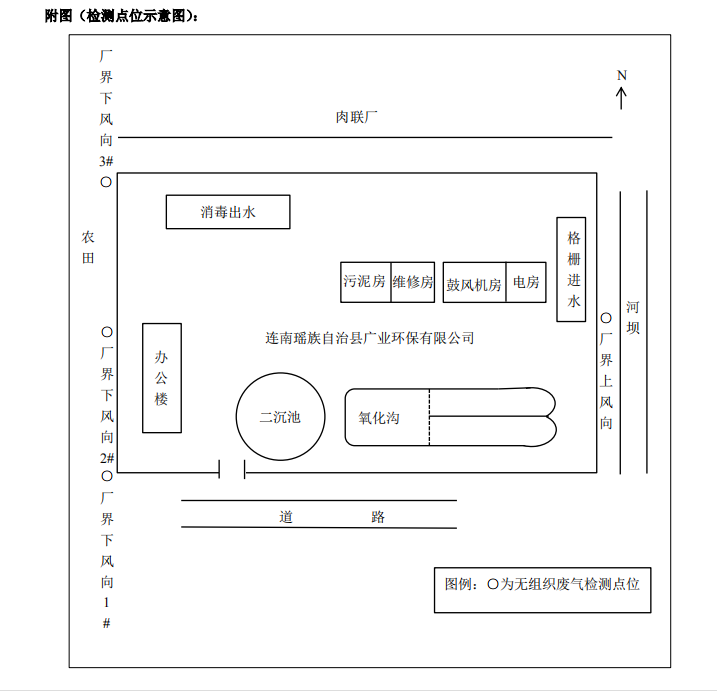 附图（检测点位示意图）：
N
肉联厂
厂界下风向3#
〇
消毒出水
农田
格栅进水
污泥房
维修房
鼓风机房
电房
河坝
〇厂界上风向
连南瑶族自治县广业环保有限公司
〇厂界下风向2#
办公楼
二沉池
氧化沟
〇厂界下风向1#
道 路
图例：〇为无组织废气检测点位